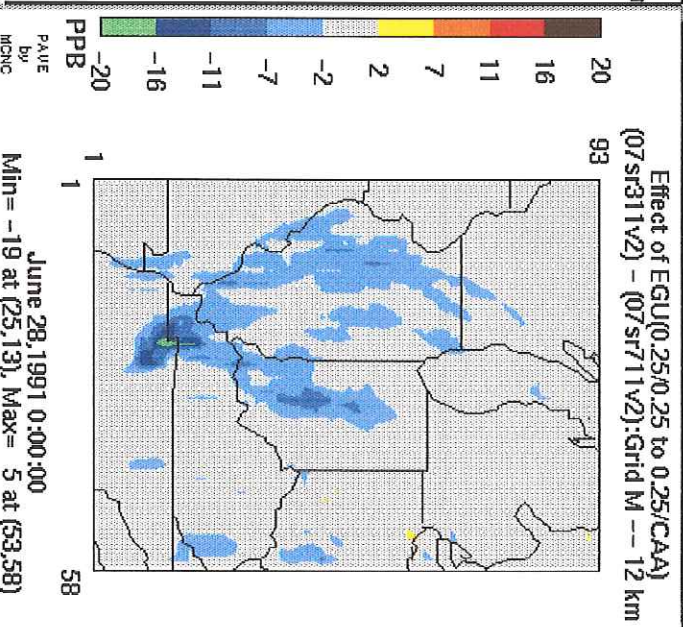 Effect of EGU(0.25/0.25 to 0.25/CAA)
(07sr311v2) - (07sr711v2):Grid M -- 12 km
20
16
11
7
2
-2
-7
-11
-16
-20
PPB
PAVE
by
MCNC
93
1
1
58
June 28,1991 0:00:00
Min= -19 at (25,13), Max= 5 at (53,58)